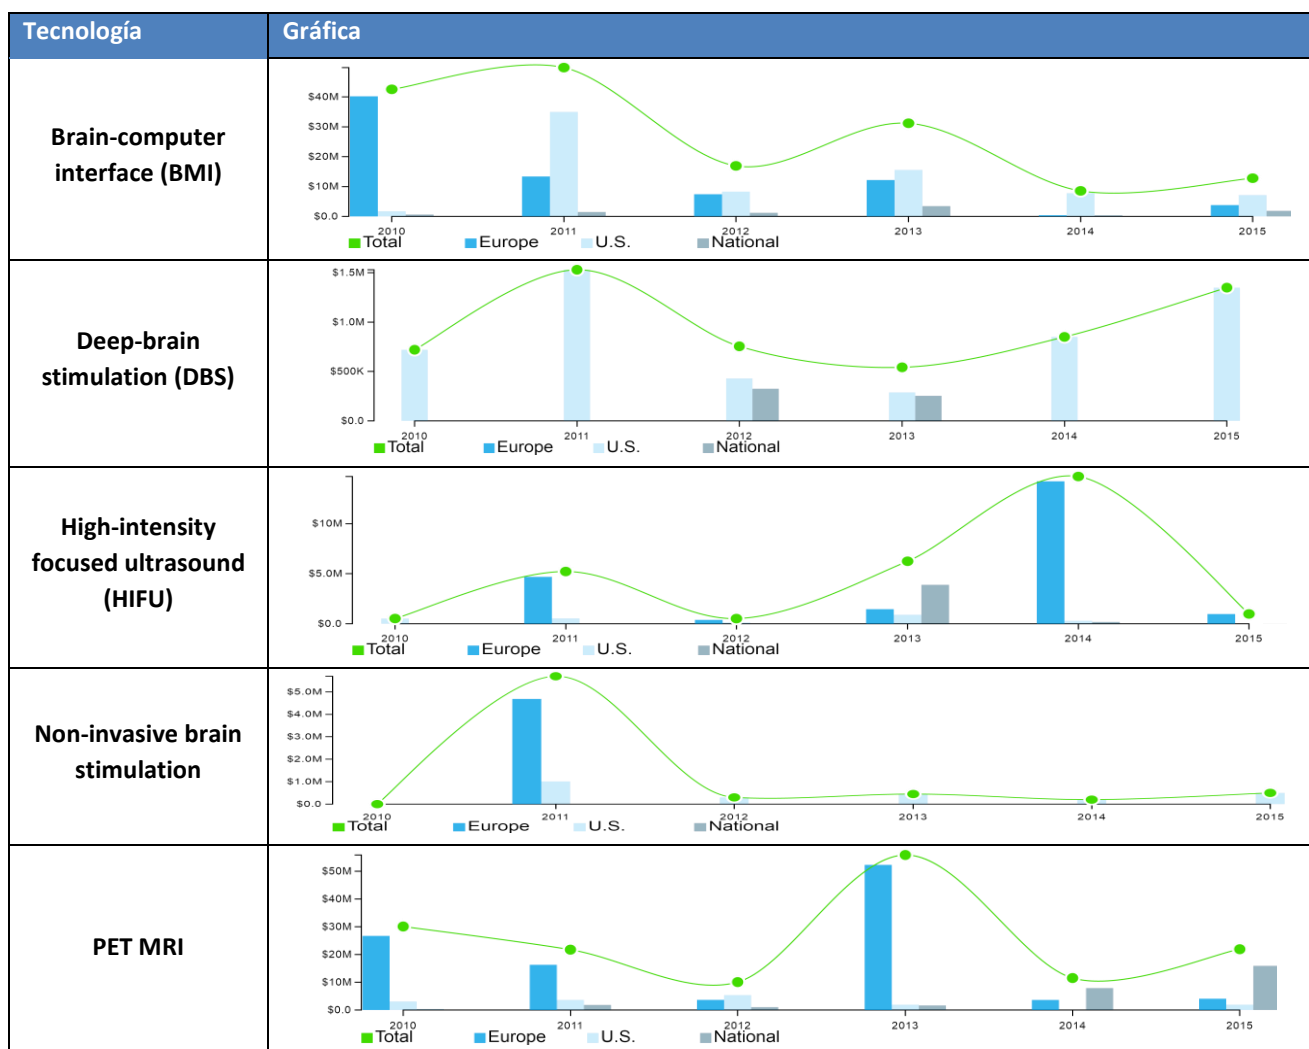 Tecnología Gráfica
Brain-computer
interface (BMI)
$40M
$30M
$20M
$10M
$0.0
2010 2011 2012 2013 2014 2015
Total Europe U.S. National
Deep-brain
stimulation (DBS)
$1.5M
$1.0M
$500K
$0.0
2010 2011 2012 2013 2014 2015
Total Europe U.S. National
High-intensity
focused ultrasound
(HIFU)
$10M
$5.0M
$0.0
2010 2011 2012 2013 2014 2015
Total Europe U.S. National
Non-invasive brain
stimulation
$5.0M
$4.0M
$3.0M
$2.0M
$1.0M
$0.0
2010 2011 2012 2013 2014 2015
Total Europe U.S. National
PET MRI
$50M
$40M
$30M
$20M
$10M
$0.0
2010 2011 2012 2013 2014 2015
Total Europe U.S. National